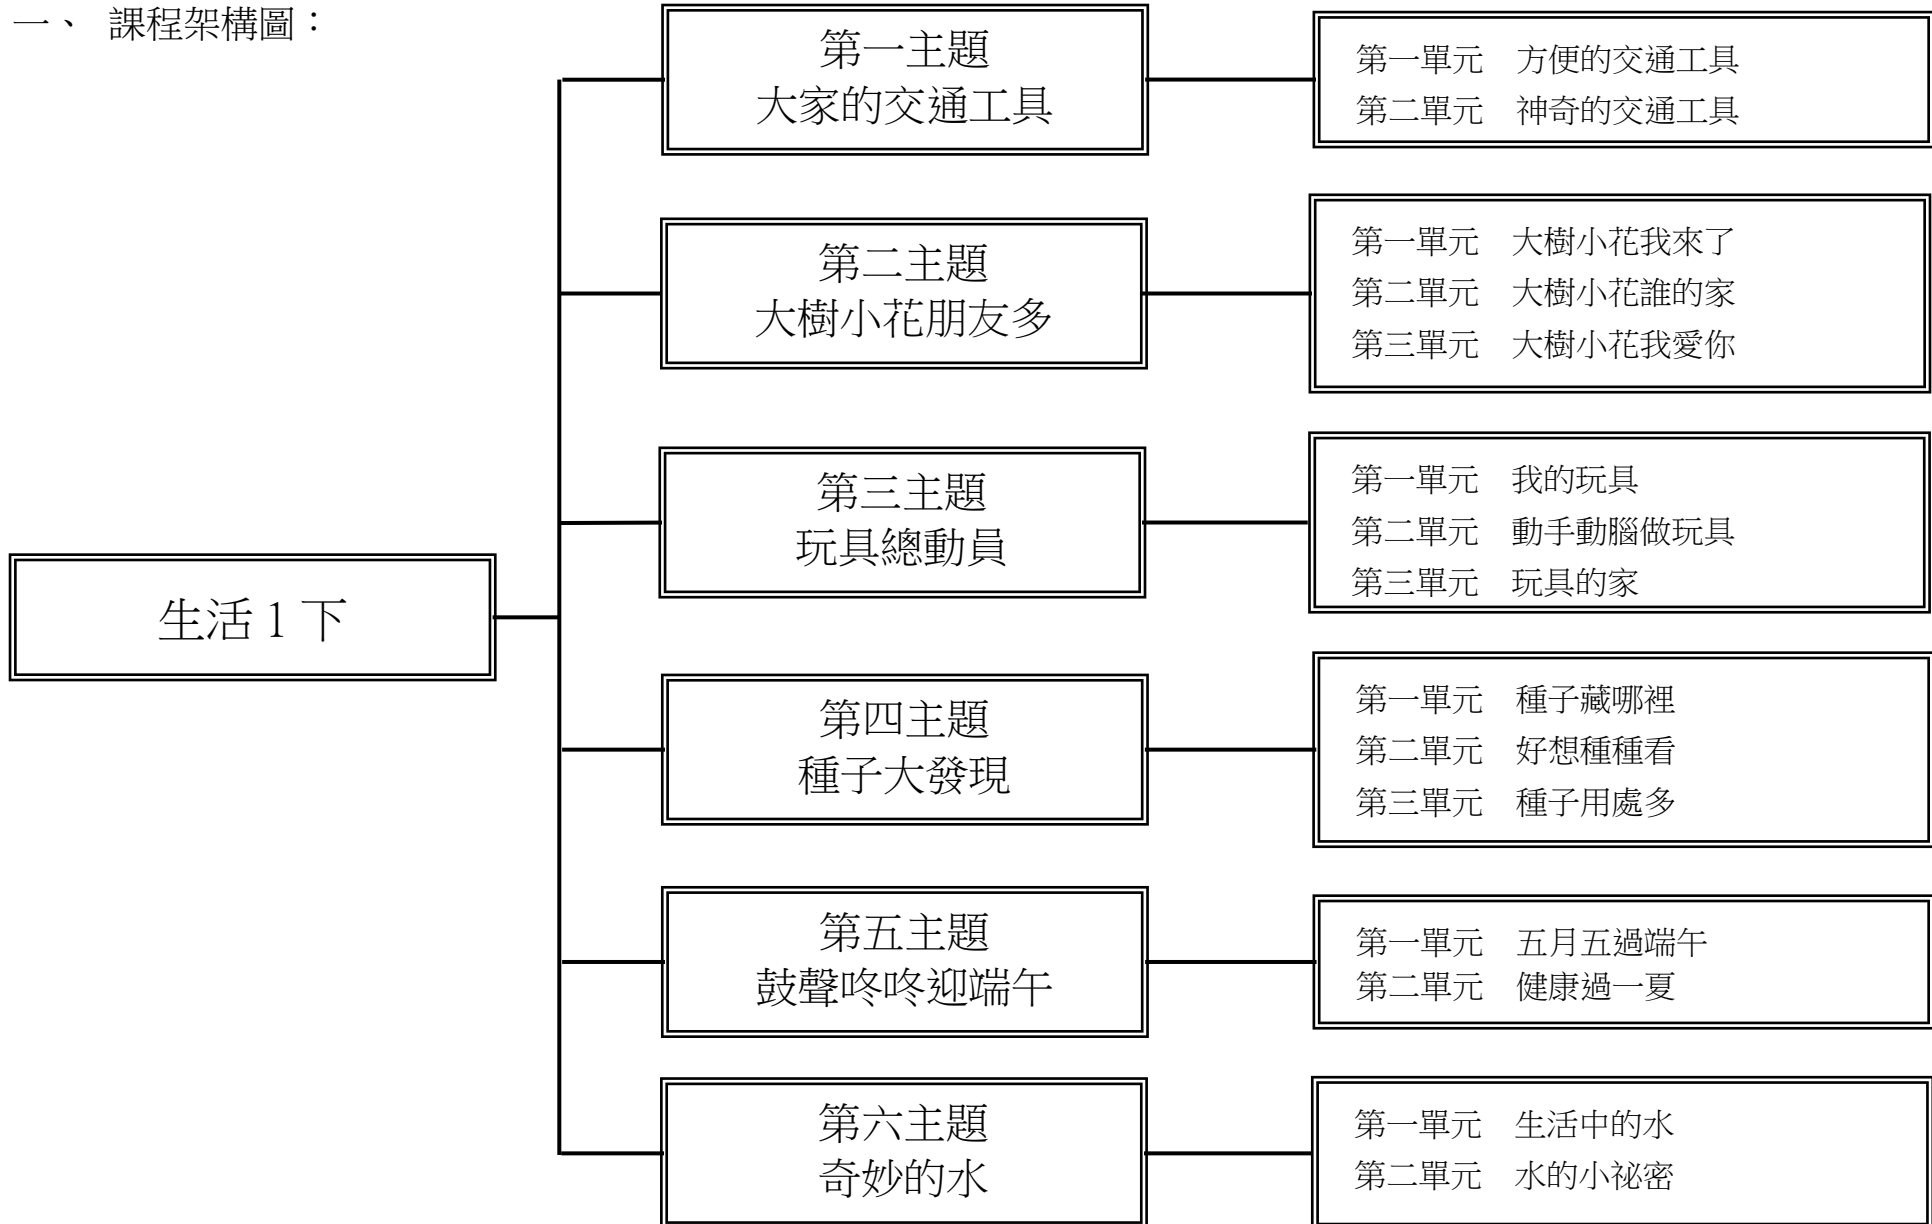 一、 課程架構圖：
生活 1 下
第一主題
大家的交通工具
第一單元　方便的交通工具
第二單元　神奇的交通工具
第二主題
大樹小花朋友多
第一單元　大樹小花我來了
第二單元　大樹小花誰的家
第三單元　大樹小花我愛你
第三主題
玩具總動員
第一單元　我的玩具
第二單元　動手動腦做玩具
第三單元　玩具的家
第四主題
種子大發現
第一單元　種子藏哪裡
第二單元　好想種種看
第三單元　種子用處多
第五主題
鼓聲咚咚迎端午
第一單元　五月五過端午
第二單元　健康過一夏
第六主題
奇妙的水
第一單元　生活中的水
第二單元　水的小祕密